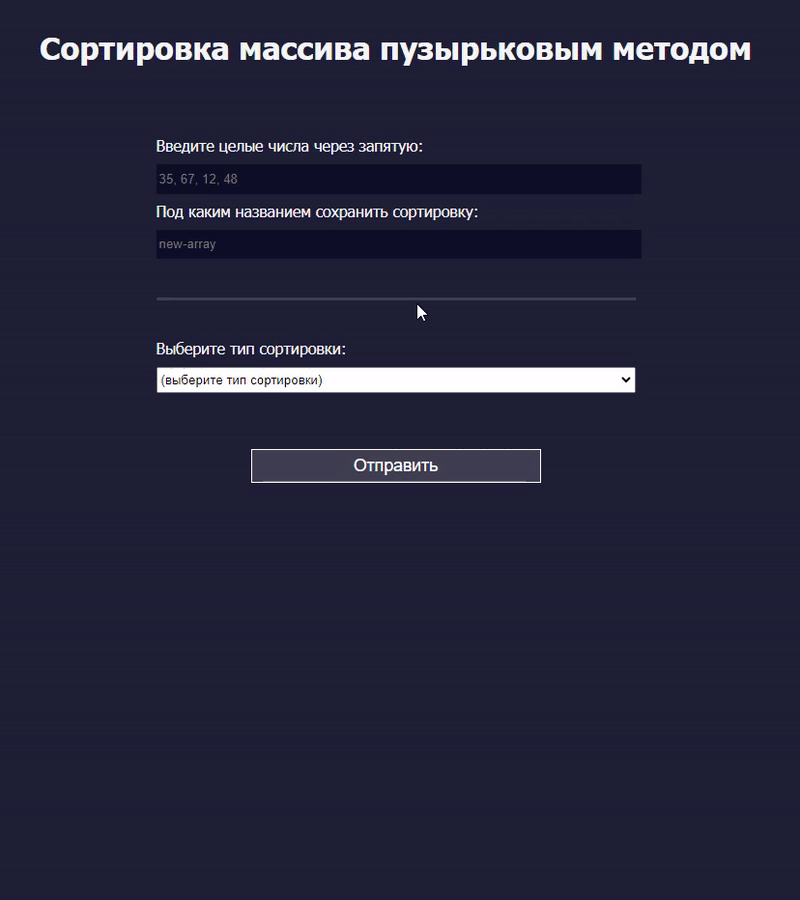 Сортировка массива пузырьковым методом
Введите целые числа через запятую:
35, 67, 12, 48
Под каким названием сохранить сортировку:
new-array
Выберите тип сортировки:
(выберите тип сортировки)
Отправить